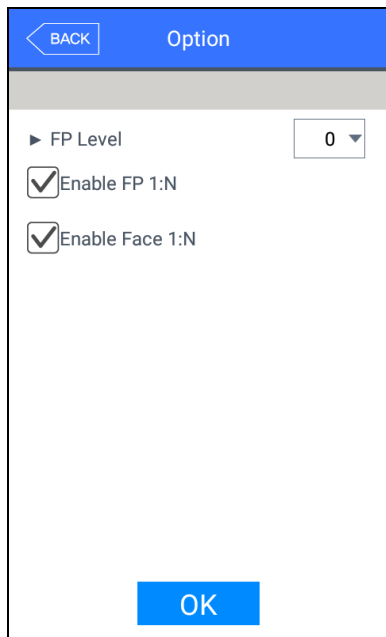 BACK
Option
► FP Level
0
Enable FP 1:N
Enable Face 1:N
OK